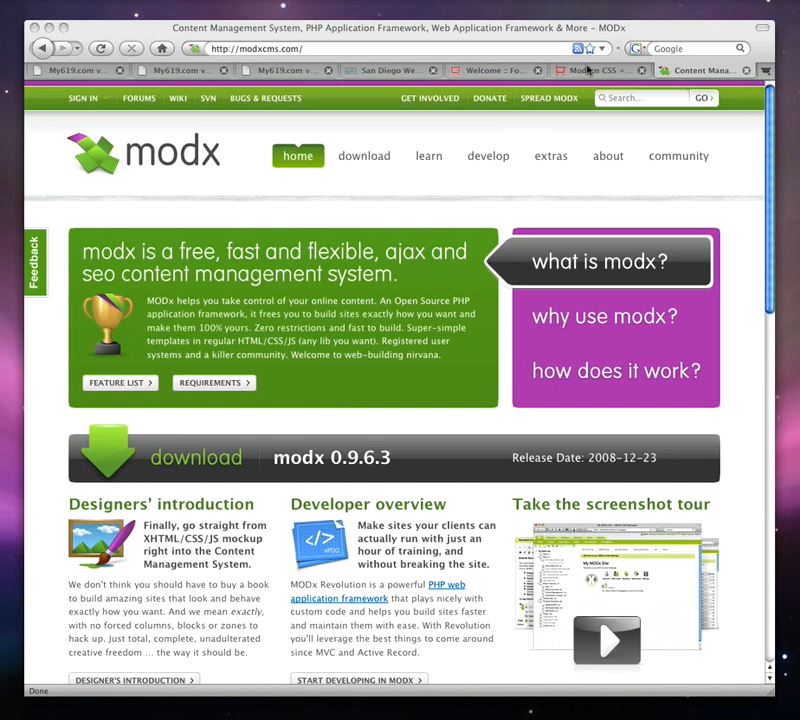 Content Management System, PHP Application Framework, Web Application Framework & More - MODx
http://modxcms.com/
Google
My619.com v... My619.com v... My619.com v... San Diego We... Welcome :: Fo... Modern CSS +... Content Mana...
SIGN IN FORUMS WIKI SVN BUGS & REQUESTS GET INVOLVED DONATE SPREAD MODX Search... GO ›
modx
home download learn develop extras about community
Feedback
modx is a free, fast and flexible, ajax and
seo content management system.
MODx helps you take control of your online content. An Open Source PHP
application framework, it frees you to build sites exactly how you want and
make them 100% yours. Zero restrictions and fast to build. Super-simple
templates in regular HTML/CSS/JS (any lib you want). Registered user
systems and a killer community. Welcome to web-building nirvana.
FEATURE LIST › REQUIREMENTS ›
what is modx?
why use modx?
how does it work?
download modx 0.9.6.3 Release Date: 2008-12-23
Designers' introduction
Finally, go straight from
XHTML/CSS/JS mockup
right into the Content
Management System.
We don't think you should have to buy a book
to build amazing sites that look and behave
exactly how you want. And we mean exactly,
with no forced columns, blocks or zones to
hack up. Just total, complete, unadulterated
creative freedom ... the way it should be.
DESIGNER'S INTRODUCTION ›
Developer overview
</>
xPDO
Make sites your clients can
actually run with just an
hour of training, and
without breaking the site.
MODx Revolution is a powerful PHP web
application framework that plays nicely with
custom code and helps you build sites faster
and maintain them with ease. With Revolution
you'll leverage the best things to come around
since MVC and Active Record.
START DEVELOPING IN MODX ›
Take the screenshot tour
My MODx Site
Done